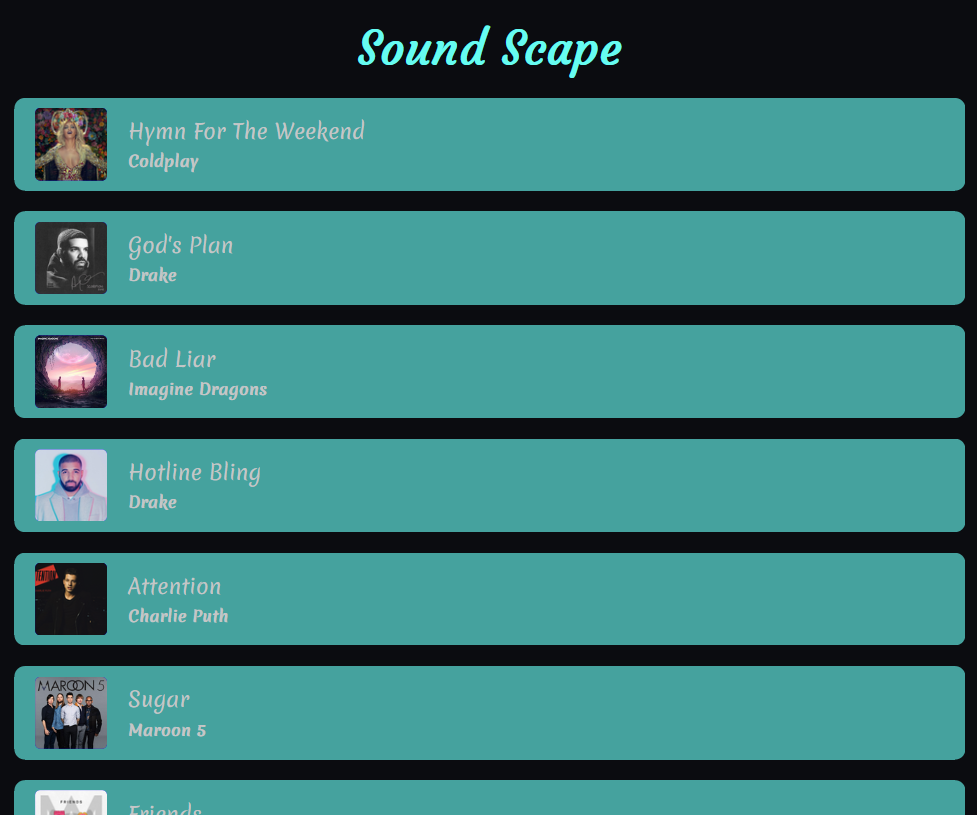 Sound Scape
Hymn For The Weekend
Coldplay
God's Plan
Drake
Bad Liar
Imagine Dragons
Hotline Bling
Drake
Attention
Charlie Puth
MAROON 5
Sugar
Maroon 5
FRIENDS
Friends